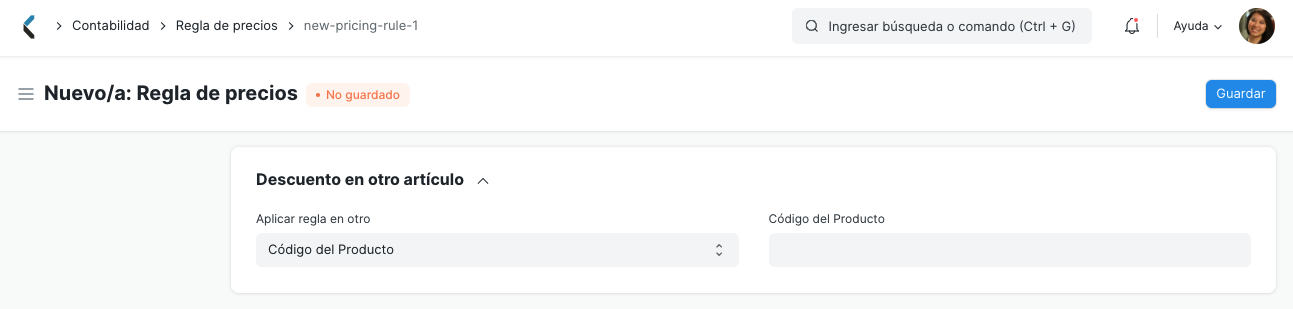 Contabilidad Regla de precios new-pricing-rule-1
Ingresar búsqueda o comando (Ctrl + G)
Ayuda
Nuevo/a: Regla de precios
No guardado
Guardar
Descuento en otro artículo
Aplicar regla en otro
Código del Producto
Código del Producto